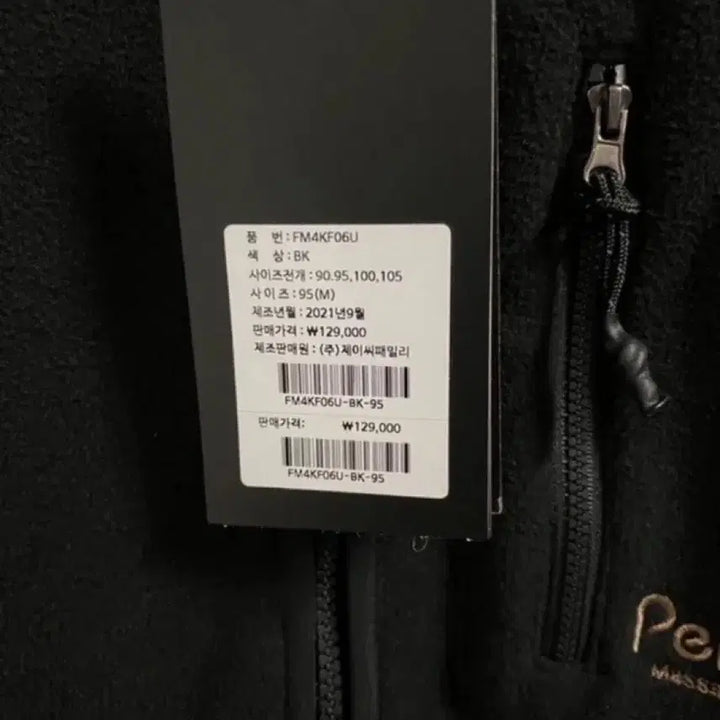 품 번 : FM4KF06U
색 상 : BK
사이즈전개 : 90.95,100,105
사 이 즈 : 95(M)
제조년월 : 2021년9월
판매가격 : ₩129,000
제조판매원 : (주)제이씨패밀리
FM4KF06U-BK-95
판매가격: ₩129,000
FM4KF06U-BK-95